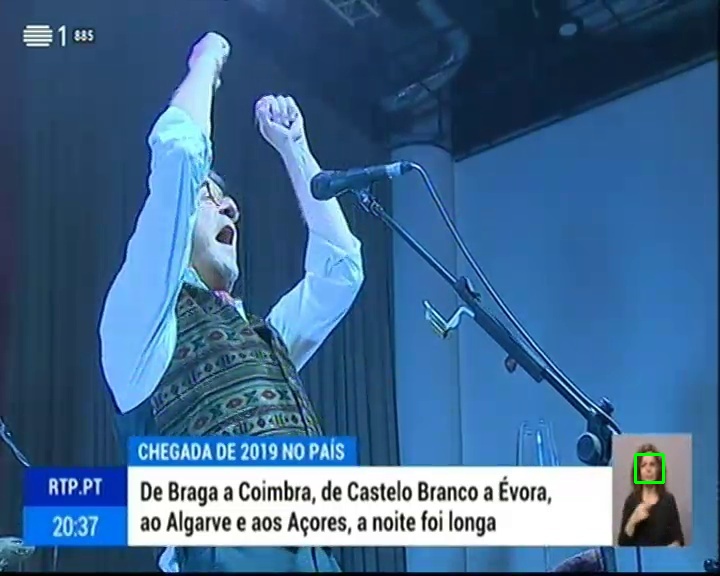 1 885
CHEGADA DE 2019 NO PAÍS
RTP.PT
De Braga a Coimbra, de Castelo Branco a Évora,
20:37
ao Algarve e aos Açores, a noite foi longa